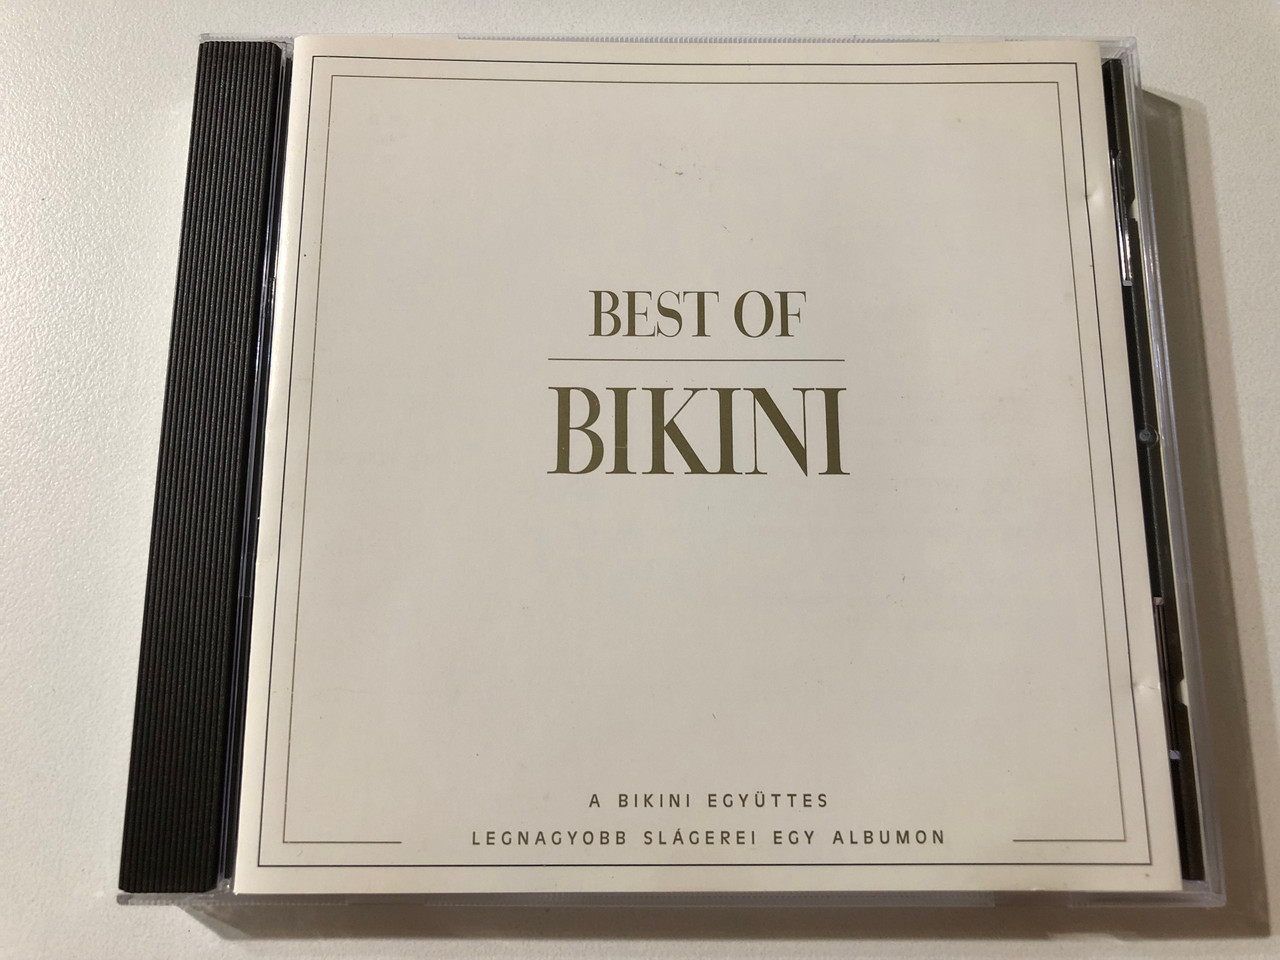 BEST OF
BIKINI
A BIKINI EGYÜTTES
LEGNAGYOBB SLÁGEREI EGY ALBUMON